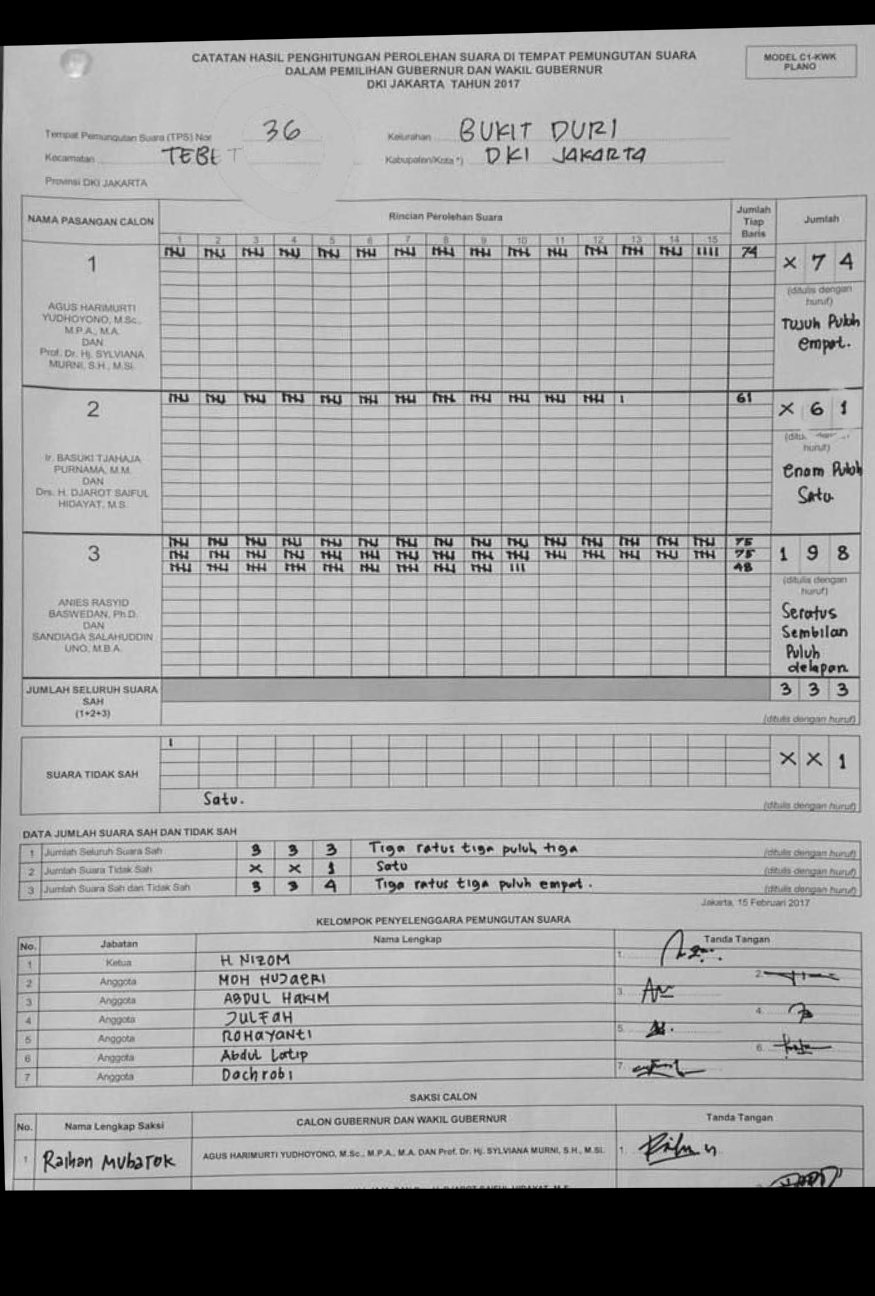 CATATAN HASIL PENGHITUNGAN PEROLEHAN SUARA DI TEMPAT PEMUNGUTAN SUARA
DALAM PEMILIHAN GUBERNUR DAN WAKIL GUBERNUR
DKI JAKARTA TAHUN 2017
MODEL C1-KWK
PLANO
Tempat Pemungutan Suara (TPS) Nor 36 Kelurahan BUKIT DURI
Kecamatan TEBET Kabupaten/Kota *) DKI JAKARTA
Provinsi DKI JAKARTA
NAMA PASANGAN CALON Rincian Perolehan Suara Jumlah Tiap Baris Jumlah
1 2 3 4 5 6 7 8 9 10 11 12 13 14 15
1 74 X 7 4
(ditulis dengan huruf)
AGUS HARIMURTI
YUDHOYONO, M.Sc.,
M.P.A., M.A.
DAN
Prof. Dr. Hj. SYLVIANA
MURNI, S.H., M.Si.
Tujuh Puluh
empat.
2 61 X 6 1
huruf)
Ir. BASUKI TJAHAJA
PURNAMA, M.M.
DAN
Drs. H. DJAROT SAIFUL
HIDAYAT, M.S.
Enam Puluh
Satu
3 75 1 9 8
75
48
(ditulis dengan huruf)
ANIES RASYID
BASWEDAN, Ph.D.
DAN
SANDIAGA SALAHUDDIN
UNO, M.B.A.
Seratus
Sembilan
Puluh
delapan
JUMLAH SELURUH SUARA
SAH
(1+2+3)
3 3 3
(ditulis dengan huruf)
SUARA TIDAK SAH X X 1
Satu. (ditulis dengan huruf)
DATA JUMLAH SUARA SAH DAN TIDAK SAH
1 Jumlah Seluruh Suara Sah 3 3 3 Tiga ratus tiga puluh tiga (ditulis dengan huruf)
2 Jumlah Suara Tidak Sah X X 1 Satu (ditulis dengan huruf)
3 Jumlah Suara Sah dan Tidak Sah 3 3 4 Tiga ratus tiga puluh empat. (ditulis dengan huruf)
Jakarta, 15 Februari 2017
KELOMPOK PENYELENGGARA PEMUNGUTAN SUARA
No. Jabatan Nama Lengkap Tanda Tangan
1 Ketua H. NIZOM 1.
2 Anggota MOH HUJAERI 2.
3 Anggota ABDUL HAKIM 3.
4 Anggota JULFAH 4.
5 Anggota ROHAYANTI 5.
6 Anggota Abdul Latip 6.
7 Anggota Dachrobi 7.
SAKSI CALON
No. Nama Lengkap Saksi CALON GUBERNUR DAN WAKIL GUBERNUR Tanda Tangan
1 Raihan Mubarok AGUS HARIMURTI YUDHOYONO, M.Sc., M.P.A., M.A. DAN Prof. Dr. Hj. SYLVIANA MURNI, S.H., M.Si. 1.